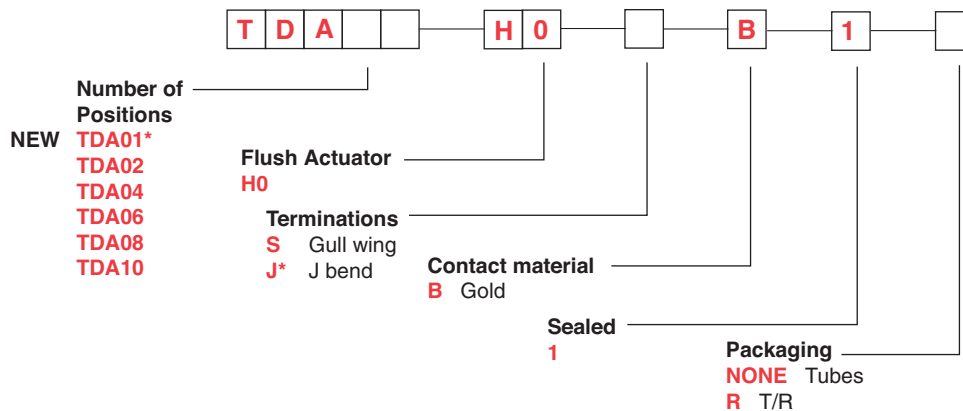 T D A H 0 B 1
Number of
Positions
NEW TDA01*
TDA02
TDA04
TDA06
TDA08
TDA10
Flush Actuator
H0
Terminations
S Gull wing
J* J bend
Contact material
B Gold
Sealed
1
Packaging
NONE Tubes
R T/R